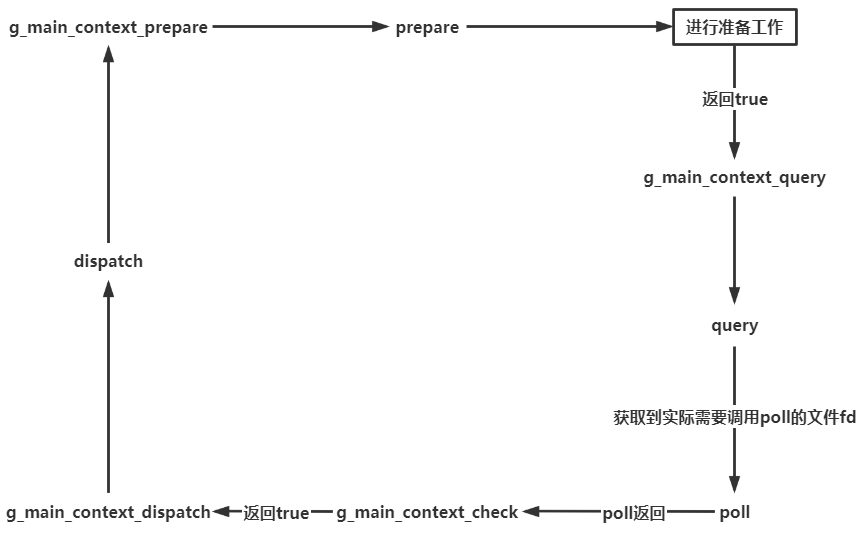 g_main_context_prepare
prepare
进行准备工作
返回true
g_main_context_query
dispatch
query
获取到实际需要调用poll的文件fd
g_main_context_dispatch
返回true
g_main_context_check
poll返回
poll